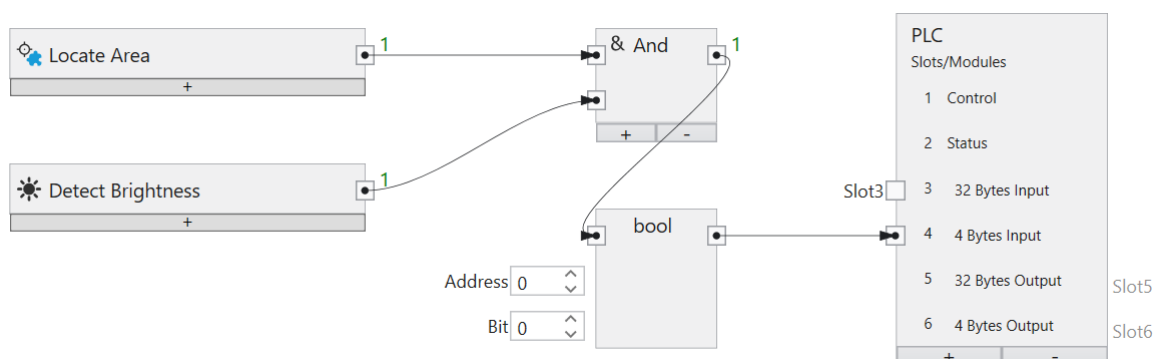 Locate Area
1
+
Detect Brightness
1
+
& And
1
+ -
bool
Address 0
Bit 0
PLC
Slots/Modules
1 Control
2 Status
Slot3 3 32 Bytes Input
4 4 Bytes Input
5 32 Bytes Output Slot5
6 4 Bytes Output Slot6
+ -